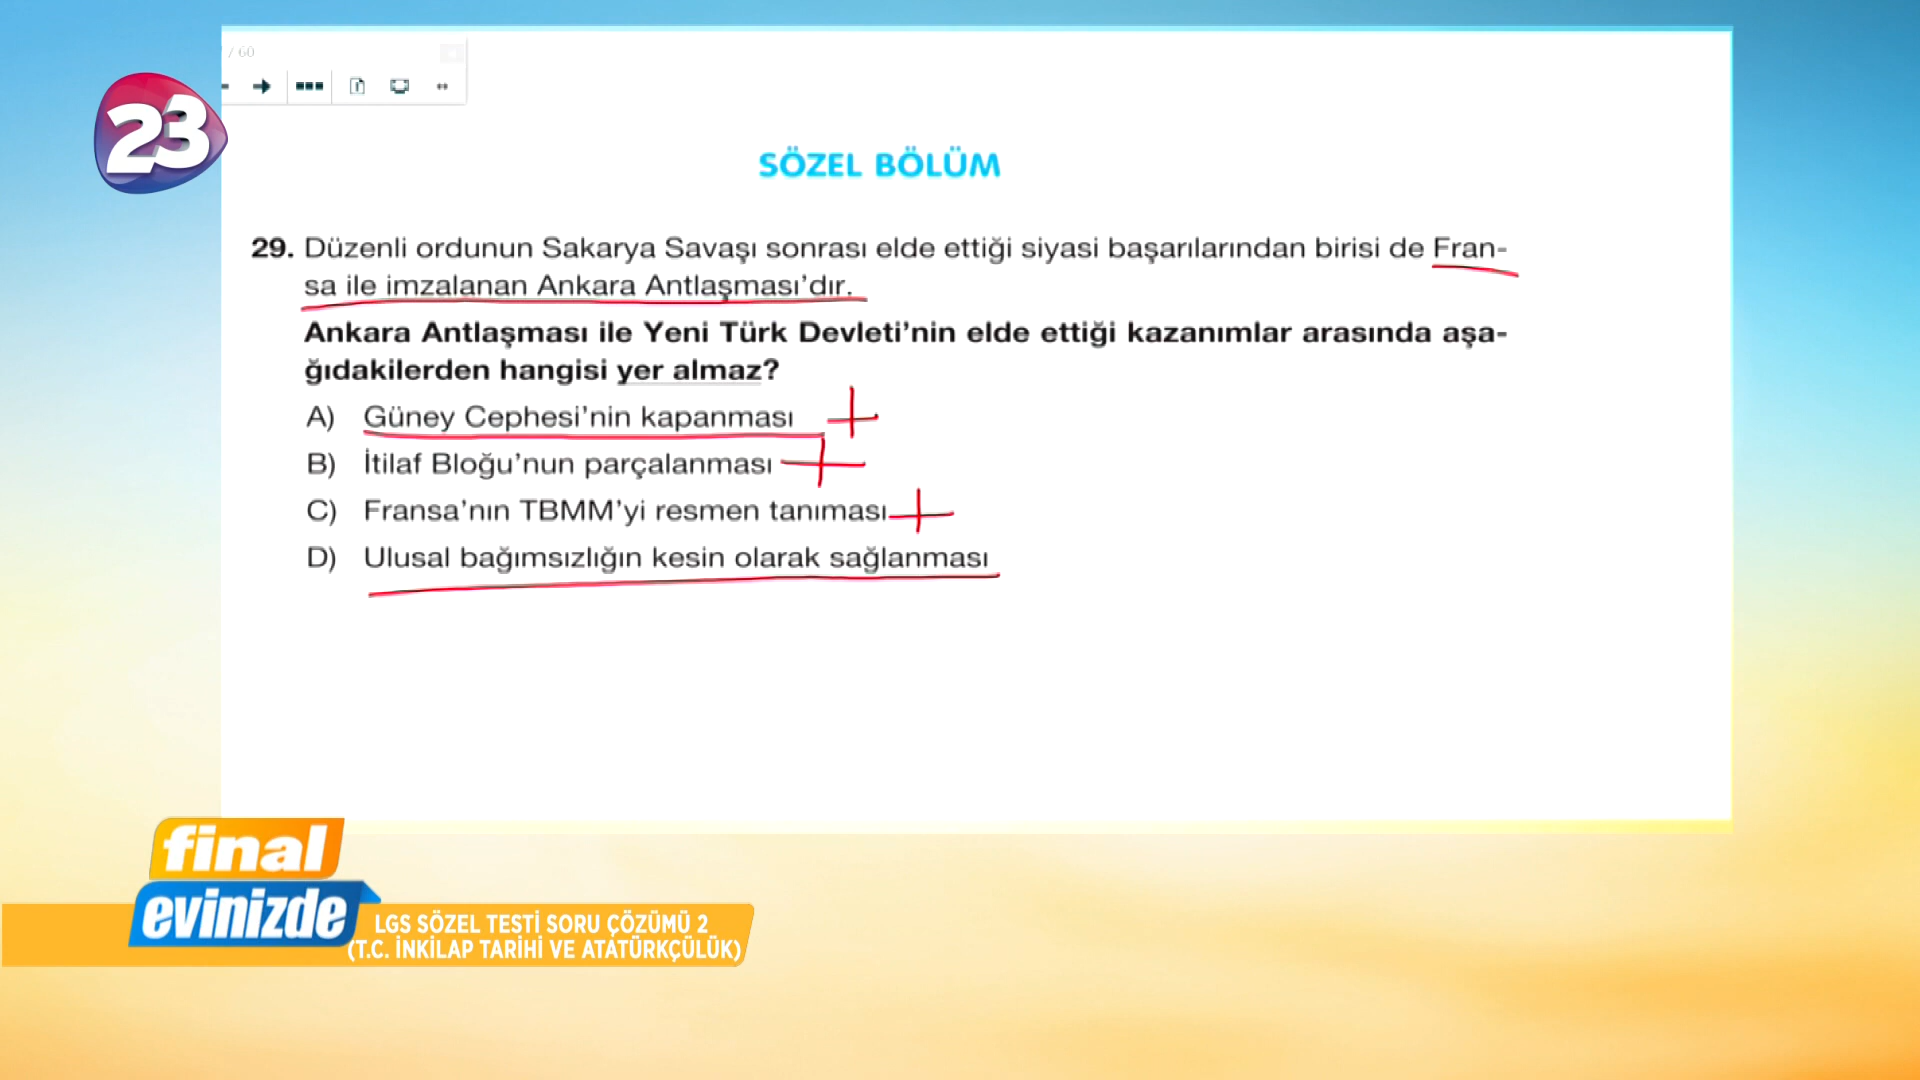 / 60
23
SÖZEL BÖLÜM
29. Düzenli ordunun Sakarya Savaşı sonrası elde ettiği siyasi başarılarından birisi de Fran-
sa ile imzalanan Ankara Antlaşması'dır.
Ankara Antlaşması ile Yeni Türk Devleti'nin elde ettiği kazanımlar arasında aşa-
ğıdakilerden hangisi yer almaz?
A) Güney Cephesi'nin kapanması
B) İtilaf Bloğu'nun parçalanması
C) Fransa'nın TBMM'yi resmen tanıması
D) Ulusal bağımsızlığın kesin olarak sağlanması
final
evinizde
LGS SÖZEL TESTİ SORU ÇÖZÜMÜ 2
(T.C. İNKİLAP TARİHİ VE ATATÜRKÇÜLÜK)